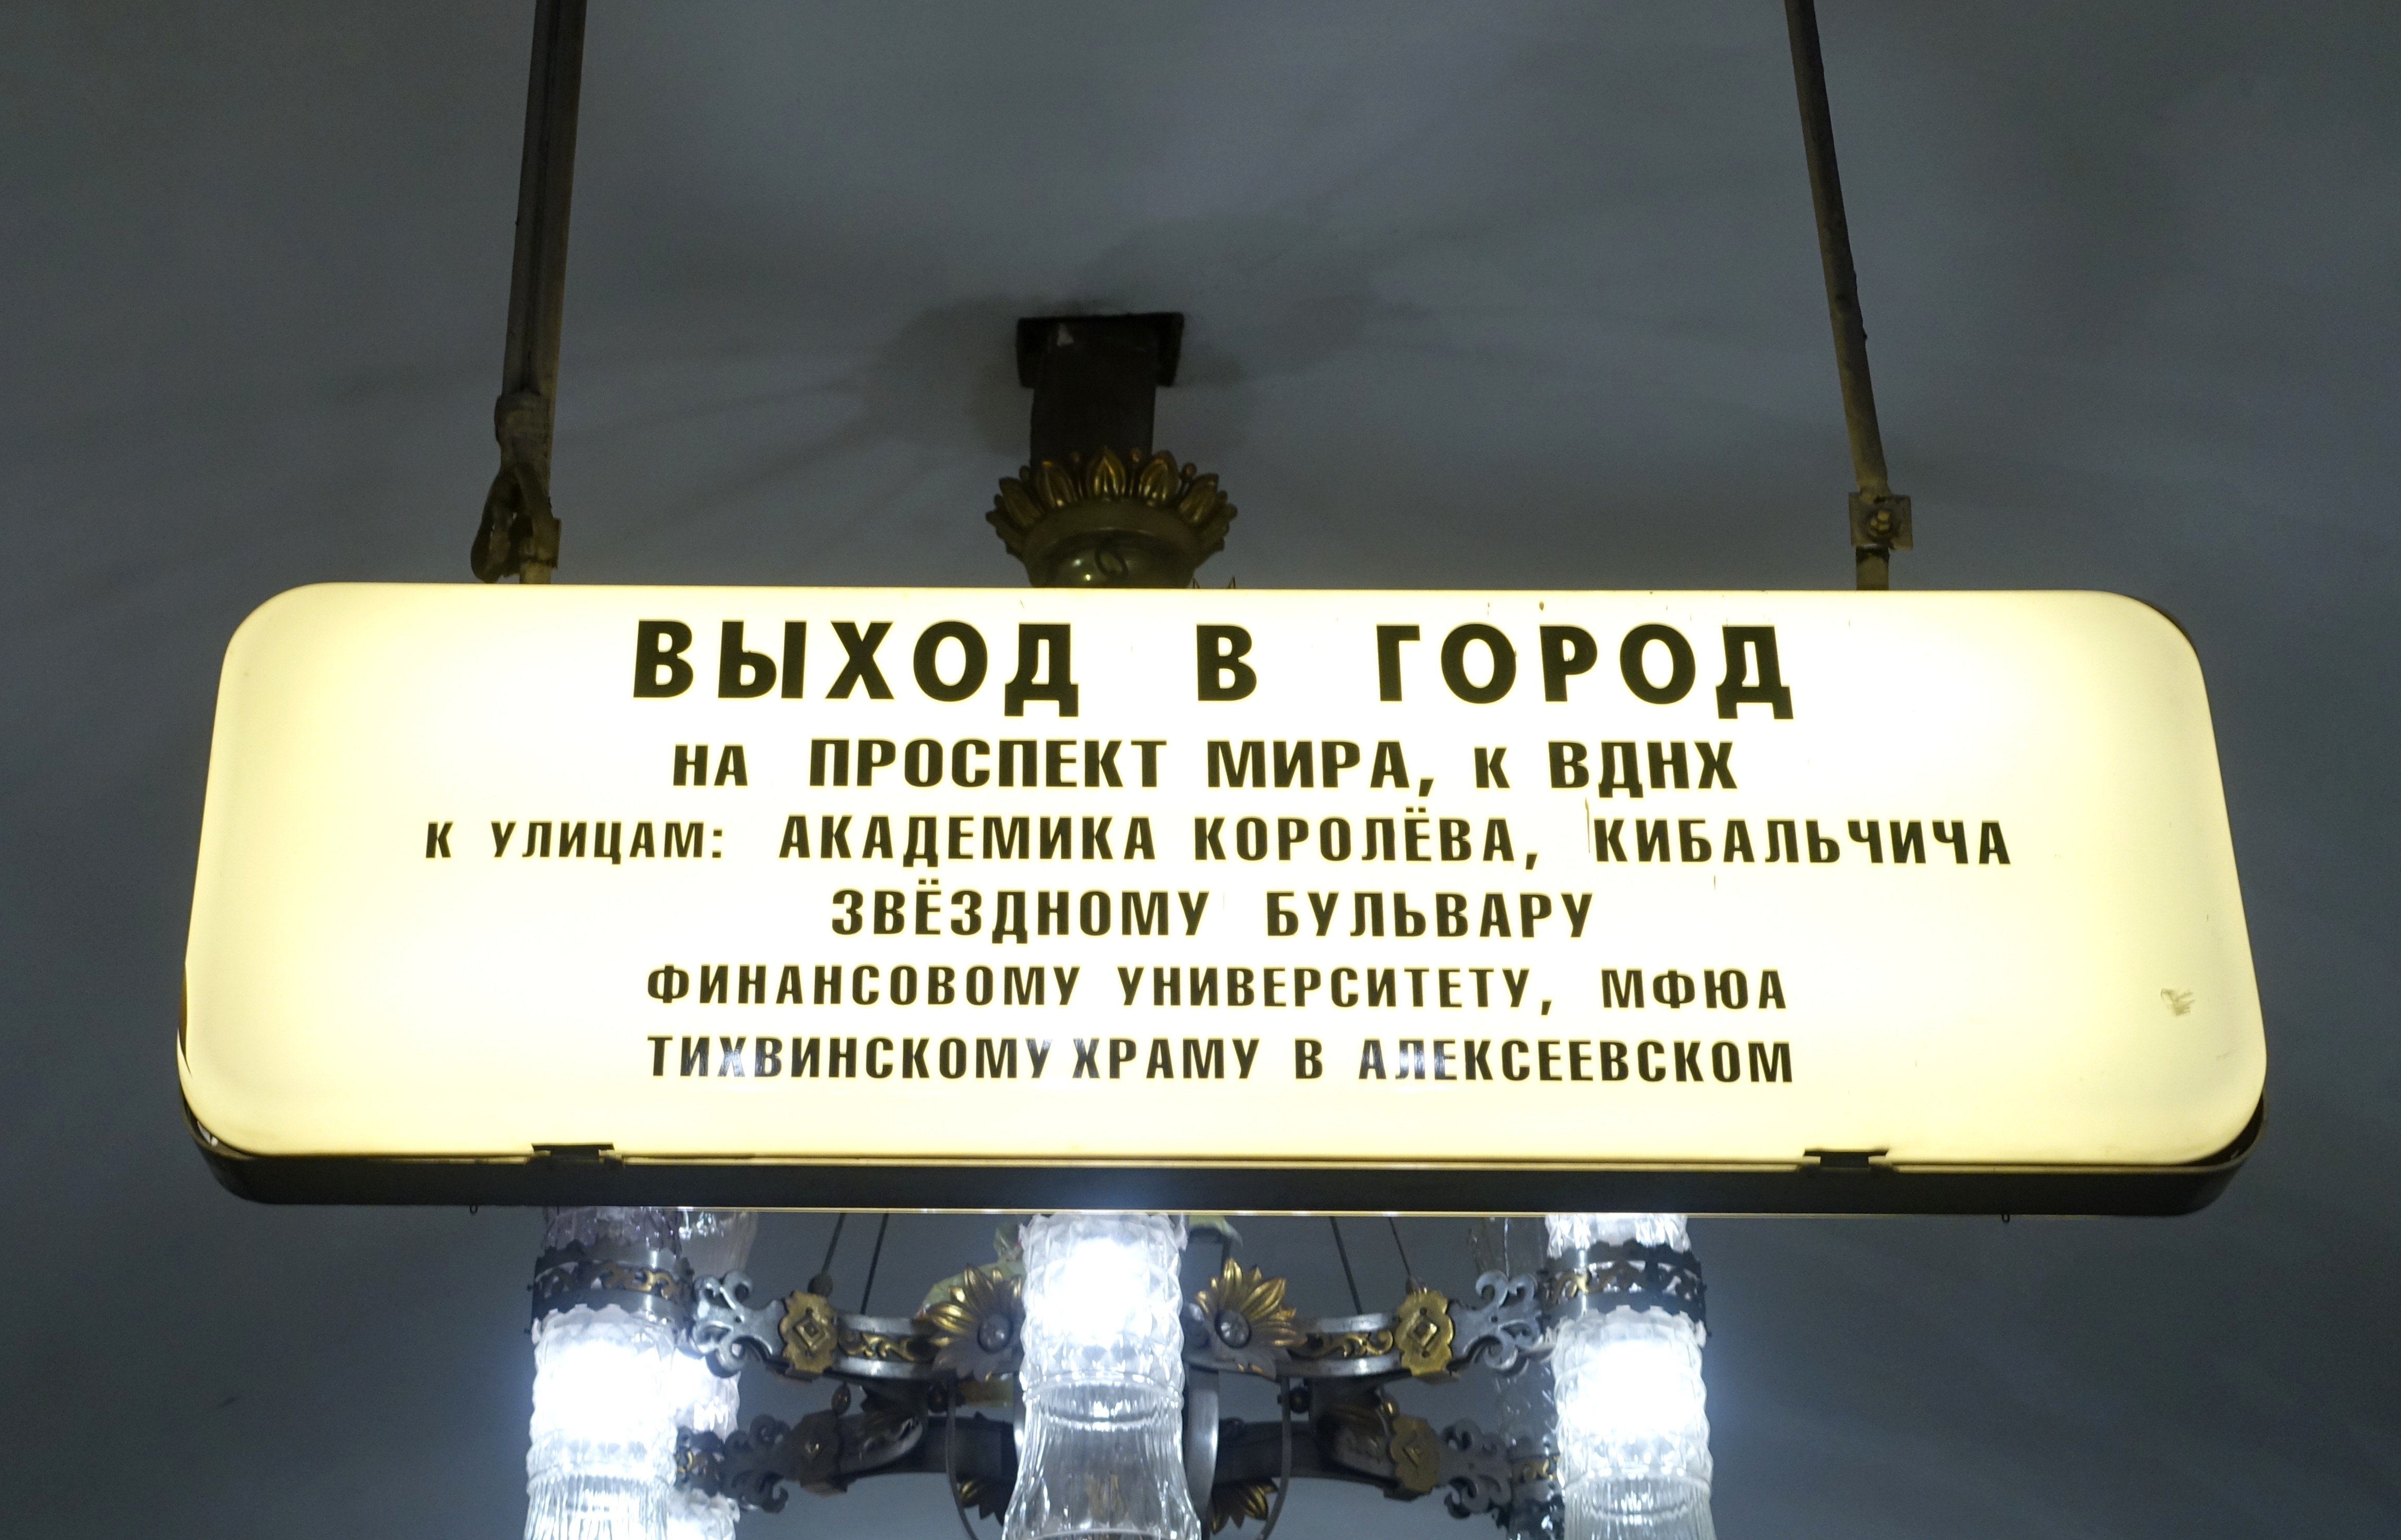 ВЫХОД В ГОРОД
НА ПРОСПЕКТ МИРА, К ВДНХ
К УЛИЦАМ: АКАДЕМИКА КОРОЛЁВА, КИБАЛЬЧИЧА
ЗВЁЗДНОМУ БУЛЬВАРУ
ФИНАНСОВОМУ УНИВЕРСИТЕТУ, МФЮА
ТИХВИНСКОМУ ХРАМУ В АЛЕКСЕЕВСКОМ